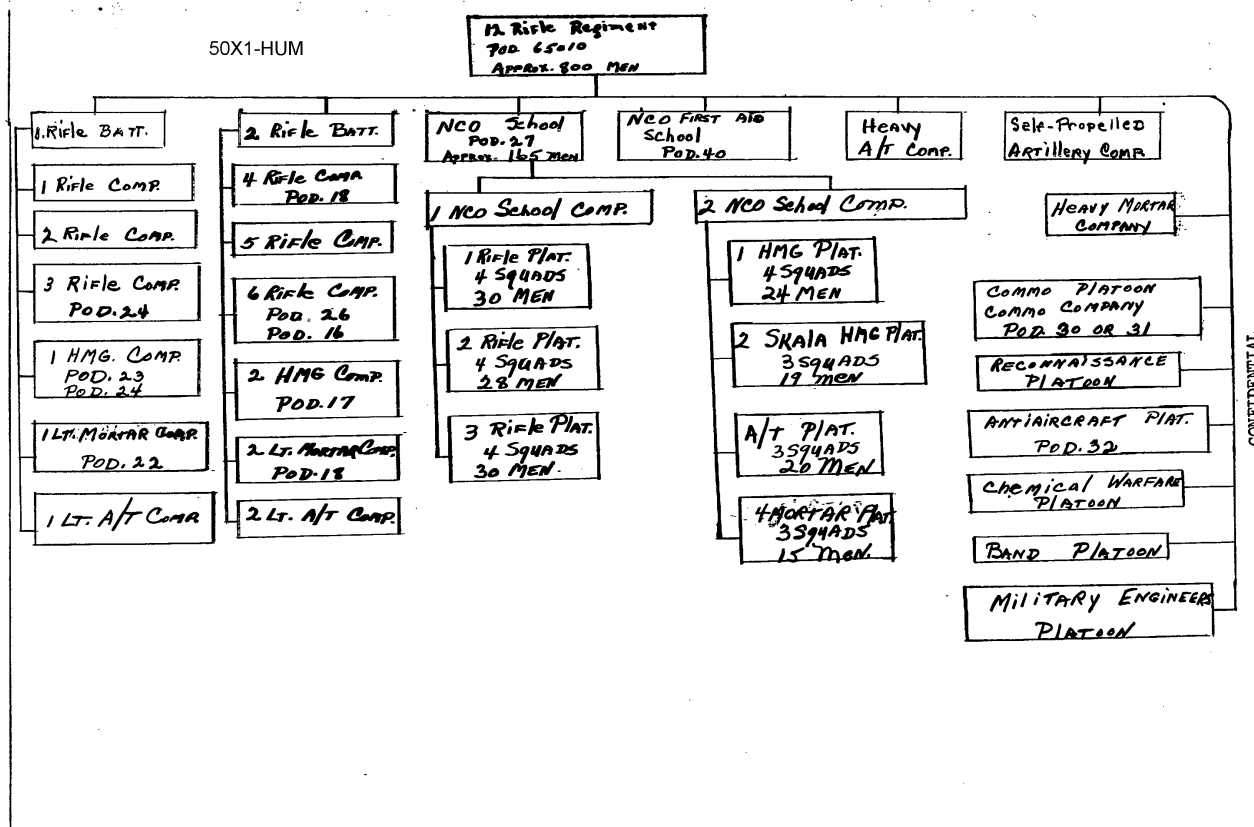 50X1-HUM
12 Rifle Regiment
POD 65010
APPROX. 800 MEN
1. Rifle BATT.
1 Rifle COMP.
2 Rifle COMP.
3 Rifle COMP.
POD. 24
1 HMG. COMP.
POD. 23
POD. 24
1 LT. MORTAR COMP.
POD. 22
1 LT. A/T COMP.
2 Rifle BATT.
4 Rifle COMP.
POD. 18
5 Rifle COMP.
6 Rifle COMP.
POD. 26
POD. 16
2 HMG COMP.
POD. 17
2 LT. MORTAR COMP.
POD. 18
2 LT. A/T COMP.
NCO School
POD. 27
APPROX. 165 MEN
1 NCO School COMP.
1 Rifle PLAT.
4 SQUADS
30 MEN
2 Rifle PLAT.
4 SQUADS
28 MEN
3 Rifle PLAT.
4 SQUADS
30 MEN.
2 NCO School COMP.
1 HMG PLAT.
4 SQUADS
24 MEN
2 SKALA HMG PLAT.
3 SQUADS
19 MEN
A/T PLAT.
3 SQUADS
20 MEN
4 MORTAR PLAT.
3 SQUADS
15 MEN.
NCO FIRST AID
School
POD. 40
HEAVY
A/T COMP.
Self-Propelled
ARTILLERY COMP.
HEAVY MORTAR
COMPANY
COMMO PLATOON
COMMO COMPANY
POD. 30 OR 31
RECONNAISSANCE
PLATOON
ANTIAIRCRAFT PLAT.
POD. 32
Chemical WARFARE
PLATOON
BAND PLATOON
MILITARY ENGINEERS
PLATOON
CONFIDENTIAL